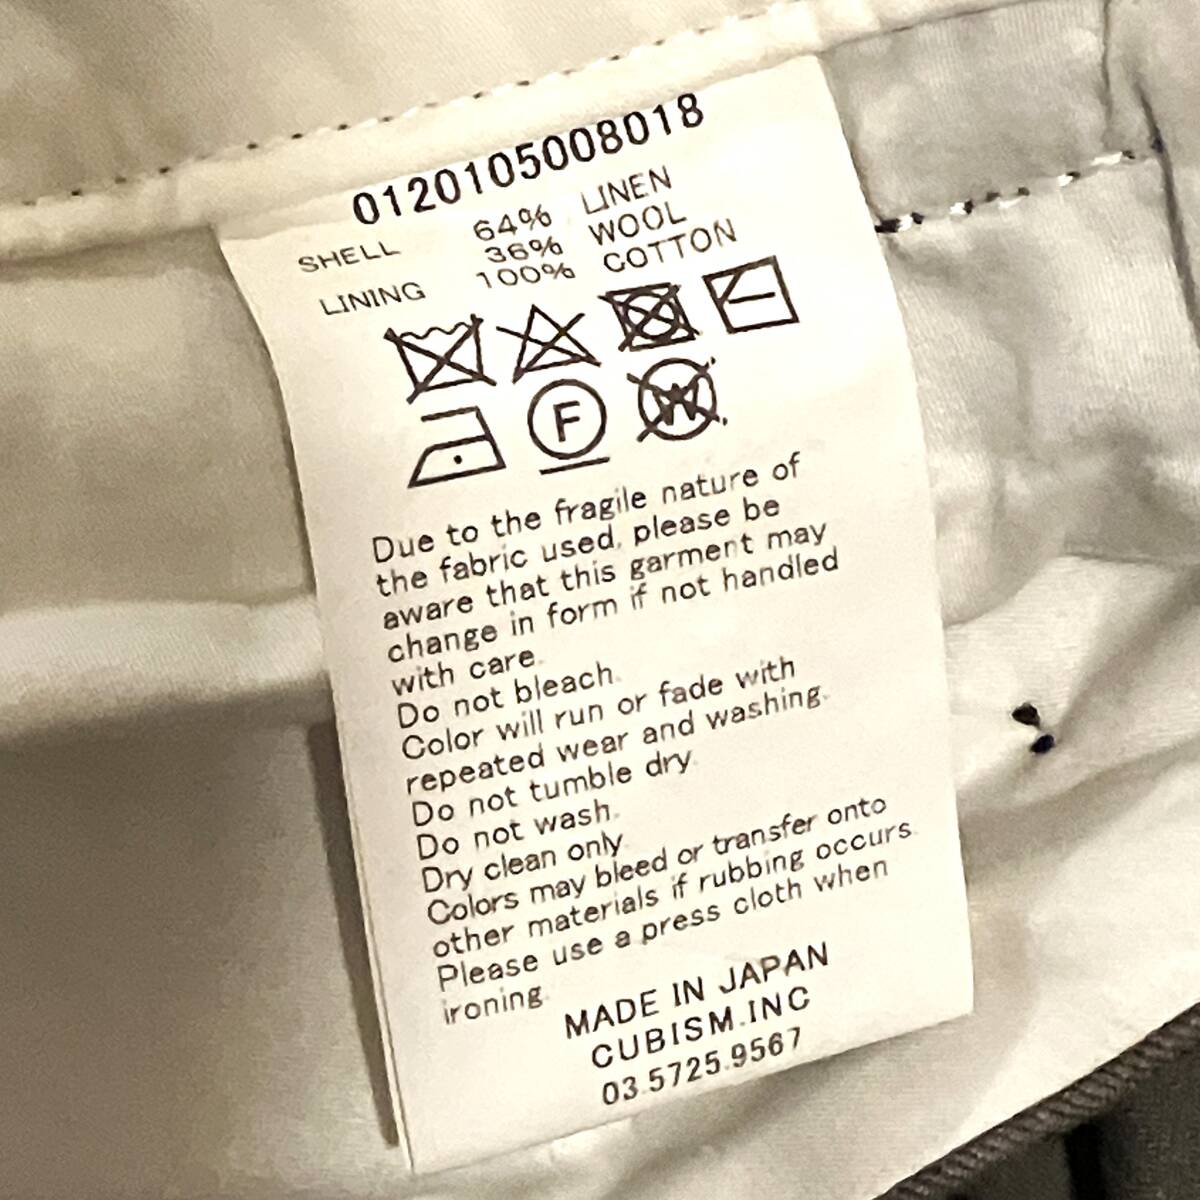 0120105008018
SHELL 64% LINEN
36% WOOL
LINING 100% COTTON
F W
Due to the fragile nature of
the fabric used, please be
aware that this garment may
change in form if not handled
with care.
Do not bleach.
Color will run or fade with
repeated wear and washing.
Do not tumble dry.
Do not wash.
Dry clean only.
Colors may bleed or transfer onto
other materials if rubbing occurs.
Please use a press cloth when
ironing.
MADE IN JAPAN
CUBISM.INC
03.5725.9567